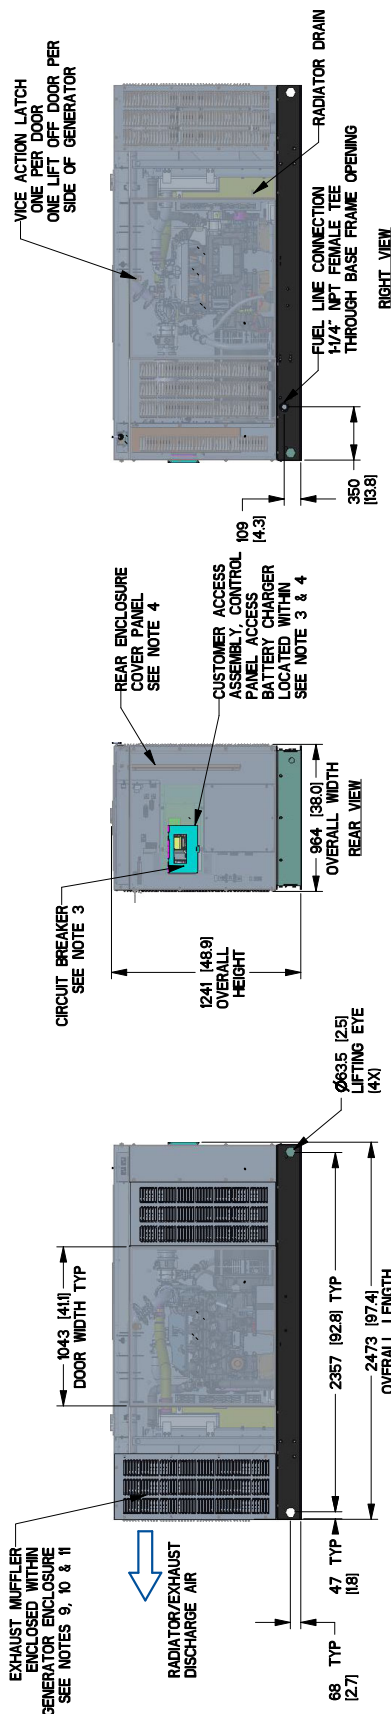 EXHAUST MUFFLER
ENCLOSED WITHIN
GENERATOR ENCLOSURE
SEE NOTES 9, 10 & 11
RADIATOR/EXHAUST
DISCHARGE AIR
1043 [41.1]
DOOR WIDTH TYP
68 TYP
[2.7]
47 TYP
[1.8]
2357 [92.8] TYP
2473 [97.4]
OVERALL LENGTH
Ø63.5 [2.5]
LIFTING EYE
(4X)
CIRCUIT BREAKER
SEE NOTE 3
1241 [48.9]
OVERALL
HEIGHT
REAR ENCLOSURE
COVER PANEL
SEE NOTE 4
CUSTOMER ACCESS
ASSEMBLY, CONTROL
PANEL ACCESS
BATTERY CHARGER
LOCATED WITHIN
SEE NOTE 3 & 4
964 [38.0]
OVERALL WIDTH
REAR VIEW
VICE ACTION LATCH
ONE PER DOOR
ONE LIFT OFF DOOR PER
SIDE OF GENERATOR
109
[4.3]
350
[13.8]
RADIATOR DRAIN
FUEL LINE CONNECTION
1-1/4" NPT FEMALE TEE
THROUGH BASE FRAME OPENING
RIGHT VIEW